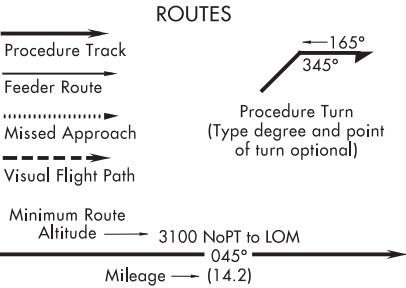 ROUTES
Procedure Track
Feeder Route
Missed Approach
Visual Flight Path
165°
345°
Procedure Turn
(Type degree and point
of turn optional)
Minimum Route
Altitude
3100 NoPT to LOM
045°
Mileage
(14.2)